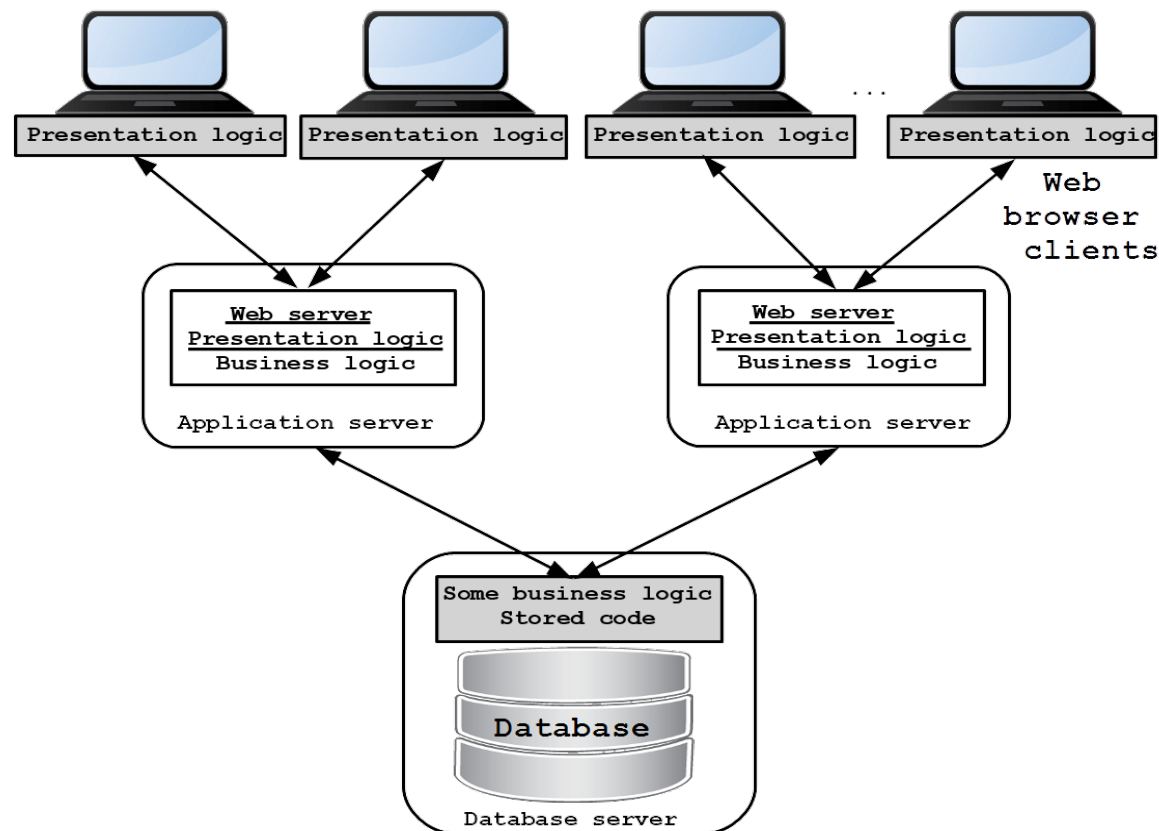 Presentation logic
Presentation logic
Presentation logic
...
Presentation logic
Web
browser
clients
Web server
Presentation logic
Business logic
Application server
Web server
Presentation logic
Business logic
Application server
Some business logic
Stored code
Database
Database server